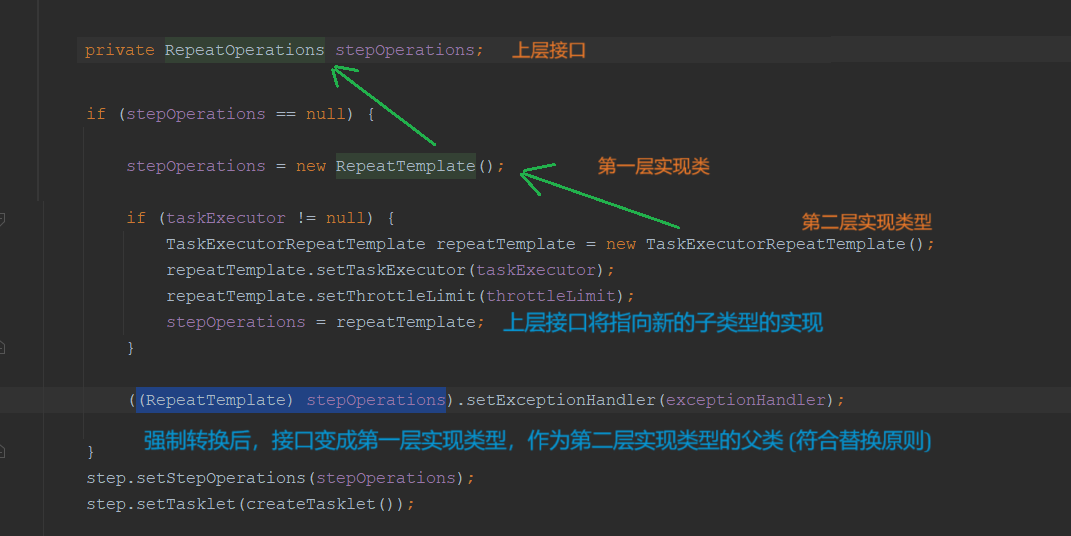 private RepeatOperations stepOperations; 上层接口
if (stepOperations == null) {
stepOperations = new RepeatTemplate(); 第一层实现类
if (taskExecutor != null) { 第二层实现类型
TaskExecutorRepeatTemplate repeatTemplate = new TaskExecutorRepeatTemplate();
repeatTemplate.setTaskExecutor(taskExecutor);
repeatTemplate.setThrottleLimit(throttleLimit);
stepOperations = repeatTemplate; 上层接口将指向新的子类型的实现
}
((RepeatTemplate) stepOperations).setExceptionHandler(exceptionHandler);
强制转换后，接口变成第一层实现类型，作为第二层实现类型的父类 (符合替换原则)
}
step.setStepOperations(stepOperations);
step.setTasklet(createTasklet());